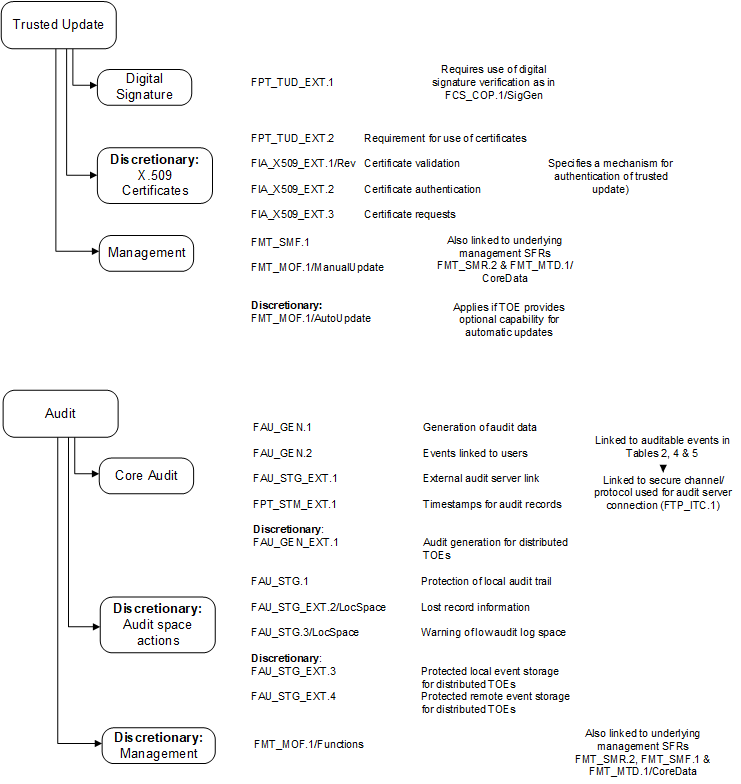 Trusted Update
Digital
Signature
FPT_TUD_EXT.1
Requires use of digital
signature verification as in
FCS_COP.1/SigGen
Discretionary:
X.509
Certificates
FPT_TUD_EXT.2 Requirement for use of certificates
FIA_X509_EXT.1/Rev Certificate validation
FIA_X509_EXT.2 Certificate authentication
FIA_X509_EXT.3 Certificate requests
Specifies a mechanism for
authentication of trusted
update)
Management
FMT_SMF.1
FMT_MOF.1/ManualUpdate
Also linked to underlying
management SFRs
FMT_SMR.2 & FMT_MTD.1/
CoreData
Discretionary:
FMT_MOF.1/AutoUpdate
Applies if TOE provides
optional capability for
automatic updates
Audit
Core Audit
FAU_GEN.1 Generation of audit data
FAU_GEN.2 Events linked to users
FAU_STG_EXT.1 External audit server link
FPT_STM_EXT.1 Timestamps for audit records
Linked to auditable events in
Tables 2, 4 & 5
Linked to secure channel/
protocol used for audit server
connection (FTP_ITC.1)
Discretionary:
FAU_GEN_EXT.1 Audit generation for distributed
TOEs
Discretionary:
Audit space
actions
FAU_STG.1 Protection of local audit trail
FAU_STG_EXT.2/LocSpace Lost record information
FAU_STG.3/LocSpace Warning of low audit log space
Discretionary:
FAU_STG_EXT.3 Protected local event storage
for distributed TOEs
FAU_STG_EXT.4 Protected remote event storage
for distributed TOEs
Discretionary:
Management
FMT_MOF.1/Functions
Also linked to underlying
management SFRs
FMT_SMR.2, FMT_SMF.1 &
FMT_MTD.1/CoreData